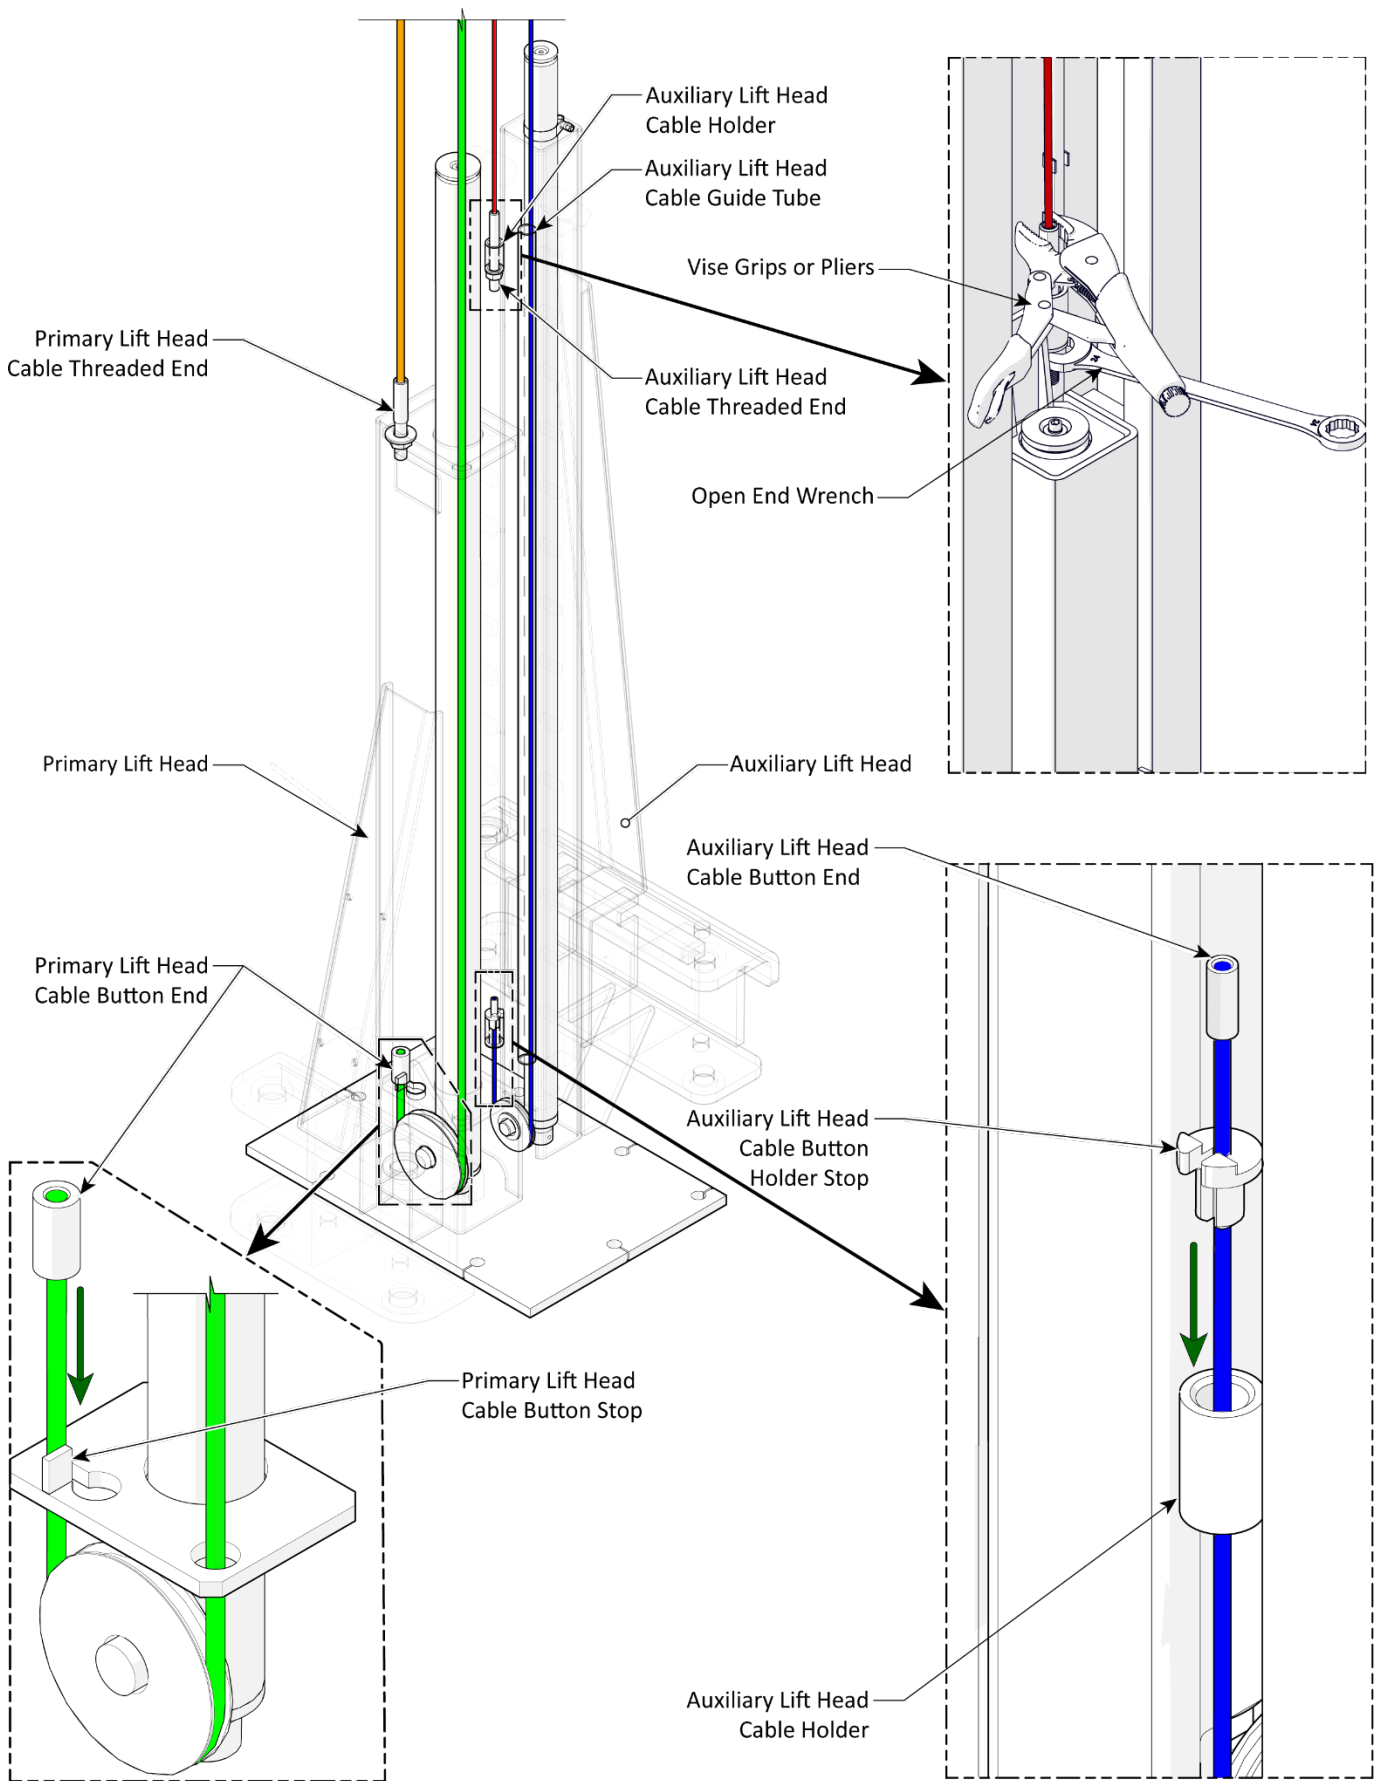 Auxiliary Lift Head
Cable Holder
Auxiliary Lift Head
Cable Guide Tube
Vise Grips or Pliers
Primary Lift Head
Cable Threaded End
Auxiliary Lift Head
Cable Threaded End
Open End Wrench
Primary Lift Head
Auxiliary Lift Head
Auxiliary Lift Head
Cable Button End
Primary Lift Head
Cable Button End
Auxiliary Lift Head
Cable Button
Holder Stop
Primary Lift Head
Cable Button Stop
Auxiliary Lift Head
Cable Holder